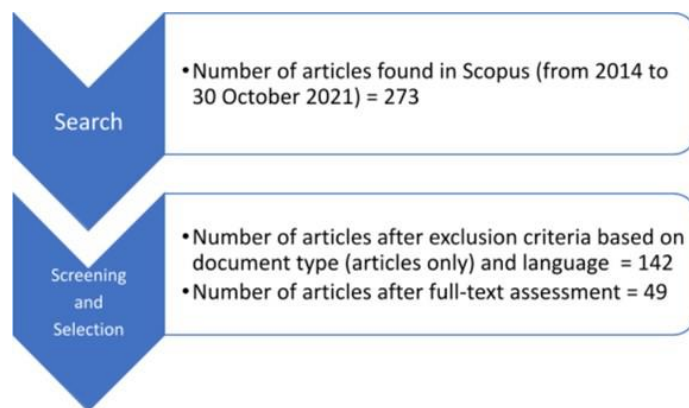 Search
•Number of articles found in Scopus (from 2014 to
30 October 2021) = 273
Screening
and
Selection
•Number of articles after exclusion criteria based on
document type (articles only) and language = 142
•Number of articles after full-text assessment = 49